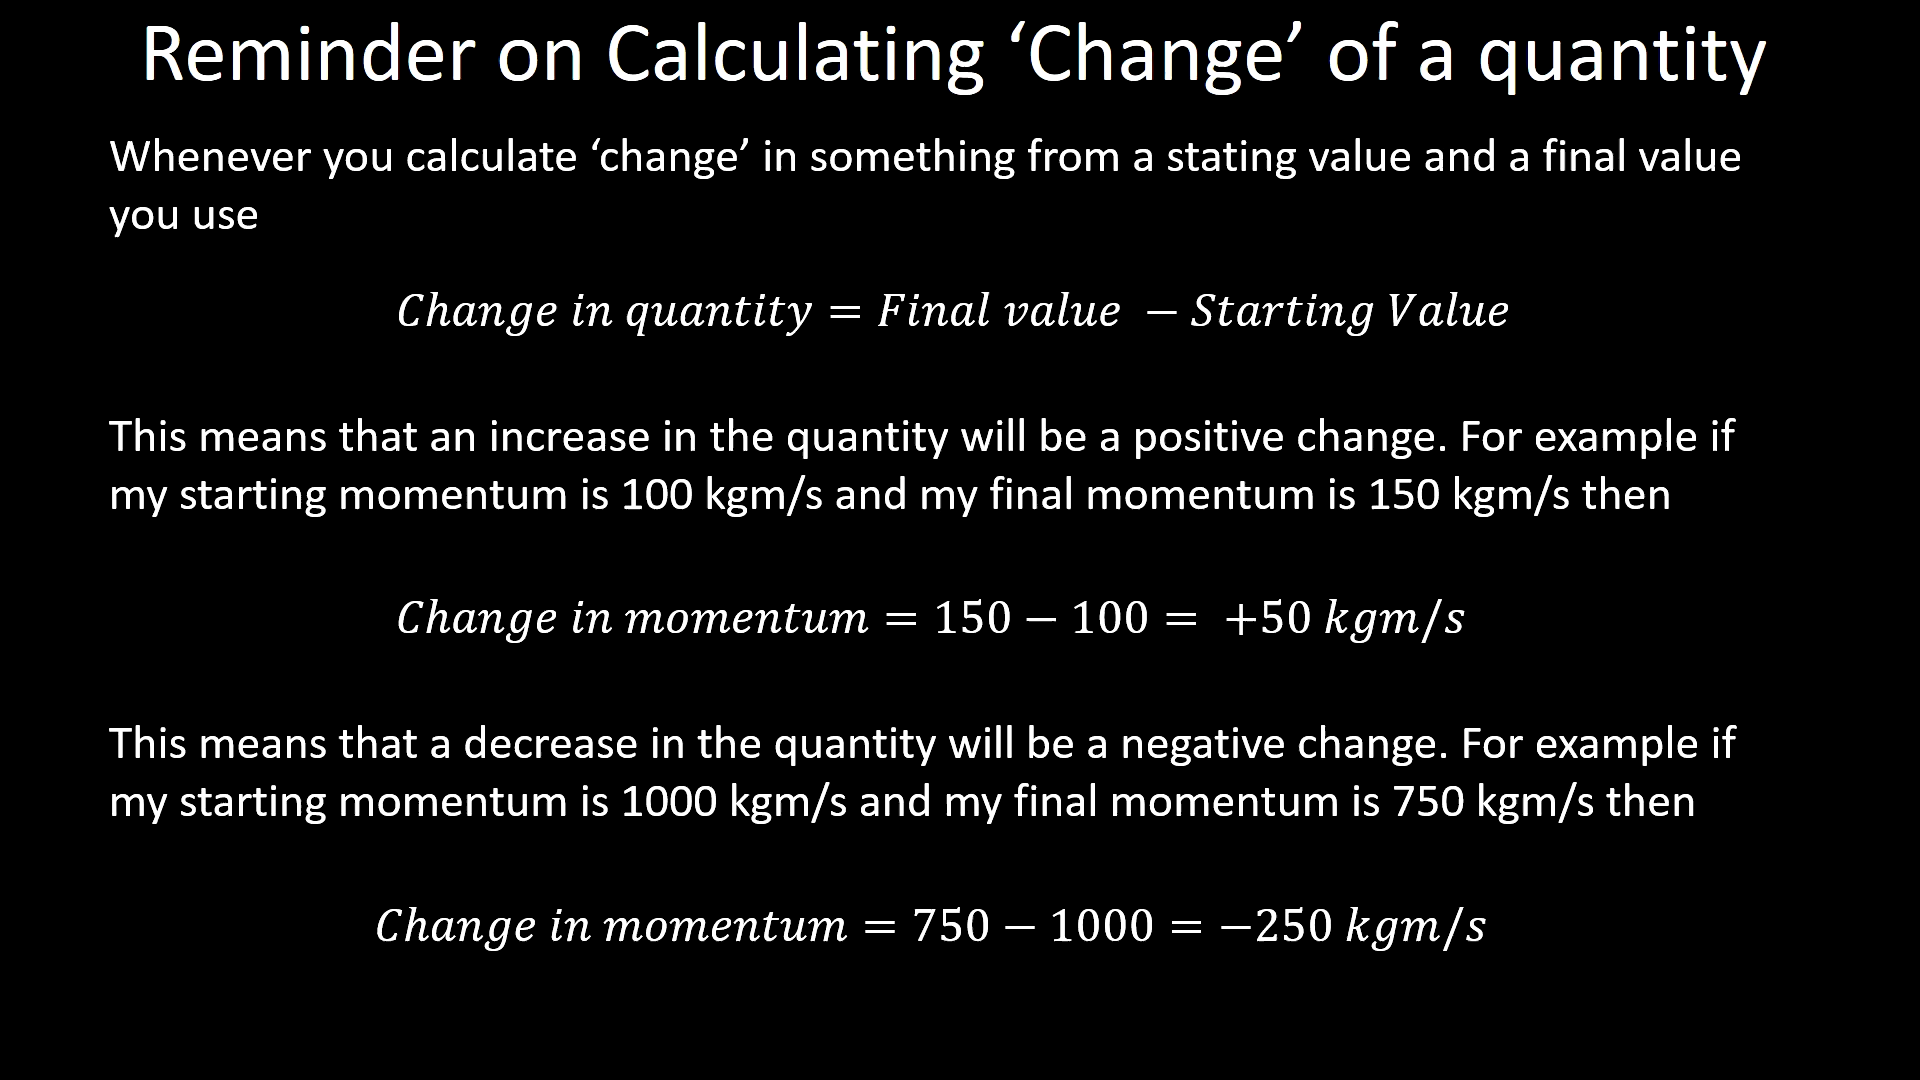 Reminder on Calculating ‘Change’ of a quantity
Whenever you calculate ‘change’ in something from a stating value and a final value
you use
Change in quantity = Final value − Starting Value
This means that an increase in the quantity will be a positive change. For example if
my starting momentum is 100 kgm/s and my final momentum is 150 kgm/s then
Change in momentum = 150 − 100 = +50 kgm/s
This means that a decrease in the quantity will be a negative change. For example if
my starting momentum is 1000 kgm/s and my final momentum is 750 kgm/s then
Change in momentum = 750 − 1000 = −250 kgm/s